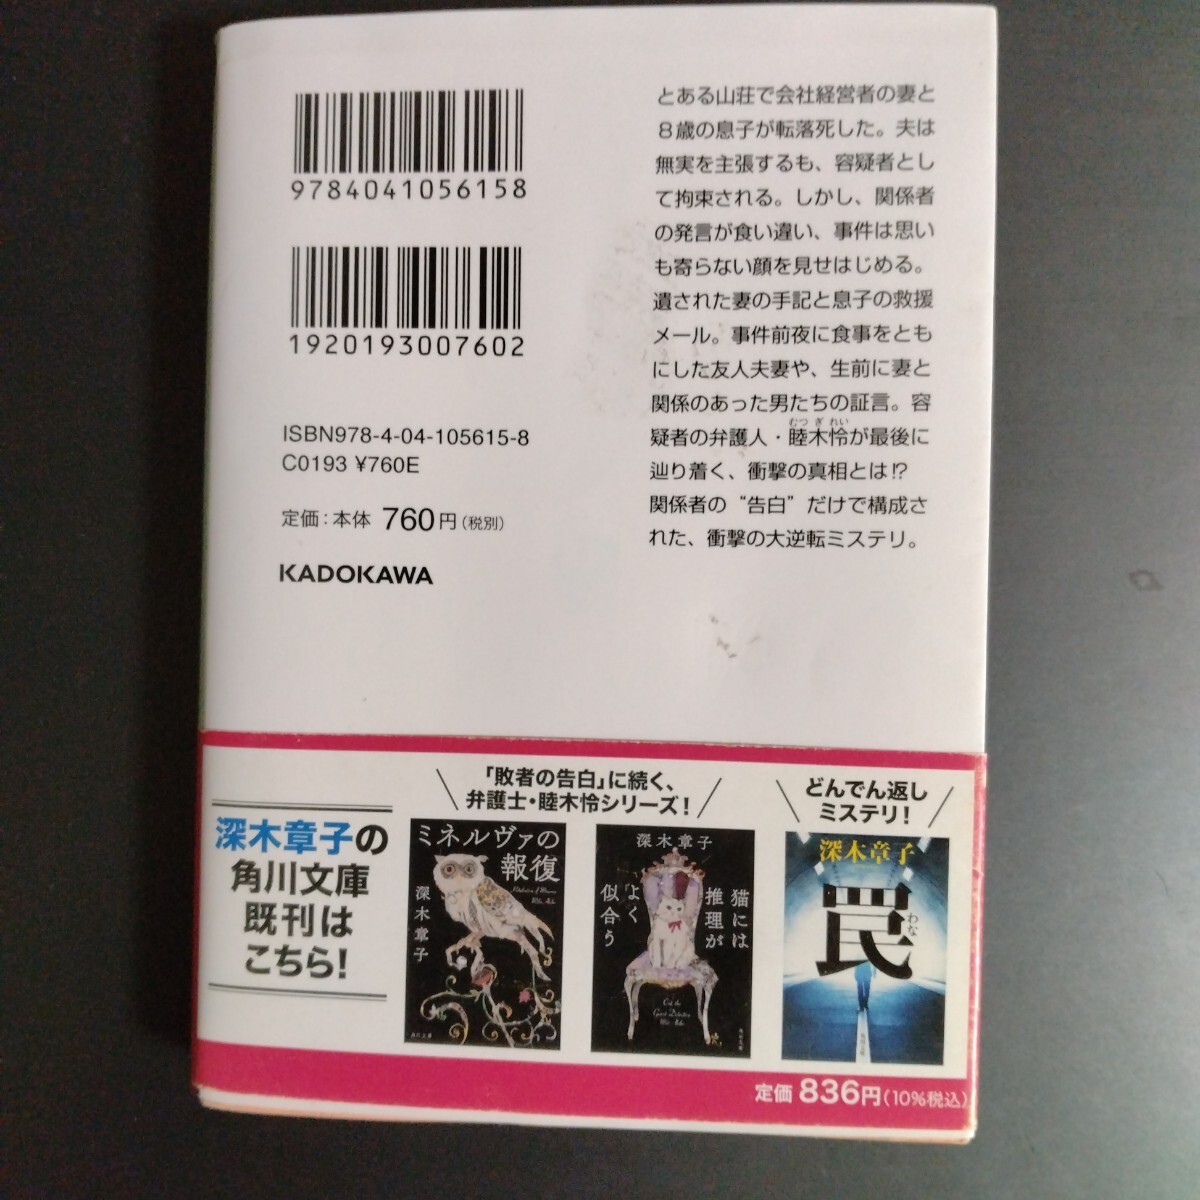 9784041056158
1920193007602
ISBN978-4-04-105615-8
C0193 ¥760E
定価:本体 760円(税別)
KADOKAWA
とある山荘で会社経営者の妻と
8歳の息子が転落死した。夫は
無実を主張するも、容疑者とし
て拘束される。しかし、関係者
の発言が食い違い、事件は思い
も寄らない顔を見せはじめる。
遺された妻の手記と息子の救援
メール。事件前夜に食事をとも
にした友人夫妻や、生前に妻と
関係のあった男たちの証言。容
むつぎれい
疑者の弁護人・睦木怜が最後に
辿り着く、衝撃の真相とは!?
関係者の“告白”だけで構成さ
れた、衝撃の大逆転ミステリ。
深木章子の
角川文庫
既刊は
こちら!
「敗者の告白」に続く、
弁護士・睦木怜シリーズ!
ミネルヴァの
報復
深木章子
角川文庫
深木章子
猫には
推理が
よく
似合う
角川文庫
どんでん返し
ミステリ!
深木章子
罠
わな
角川文庫
定価 836円(10%税込)